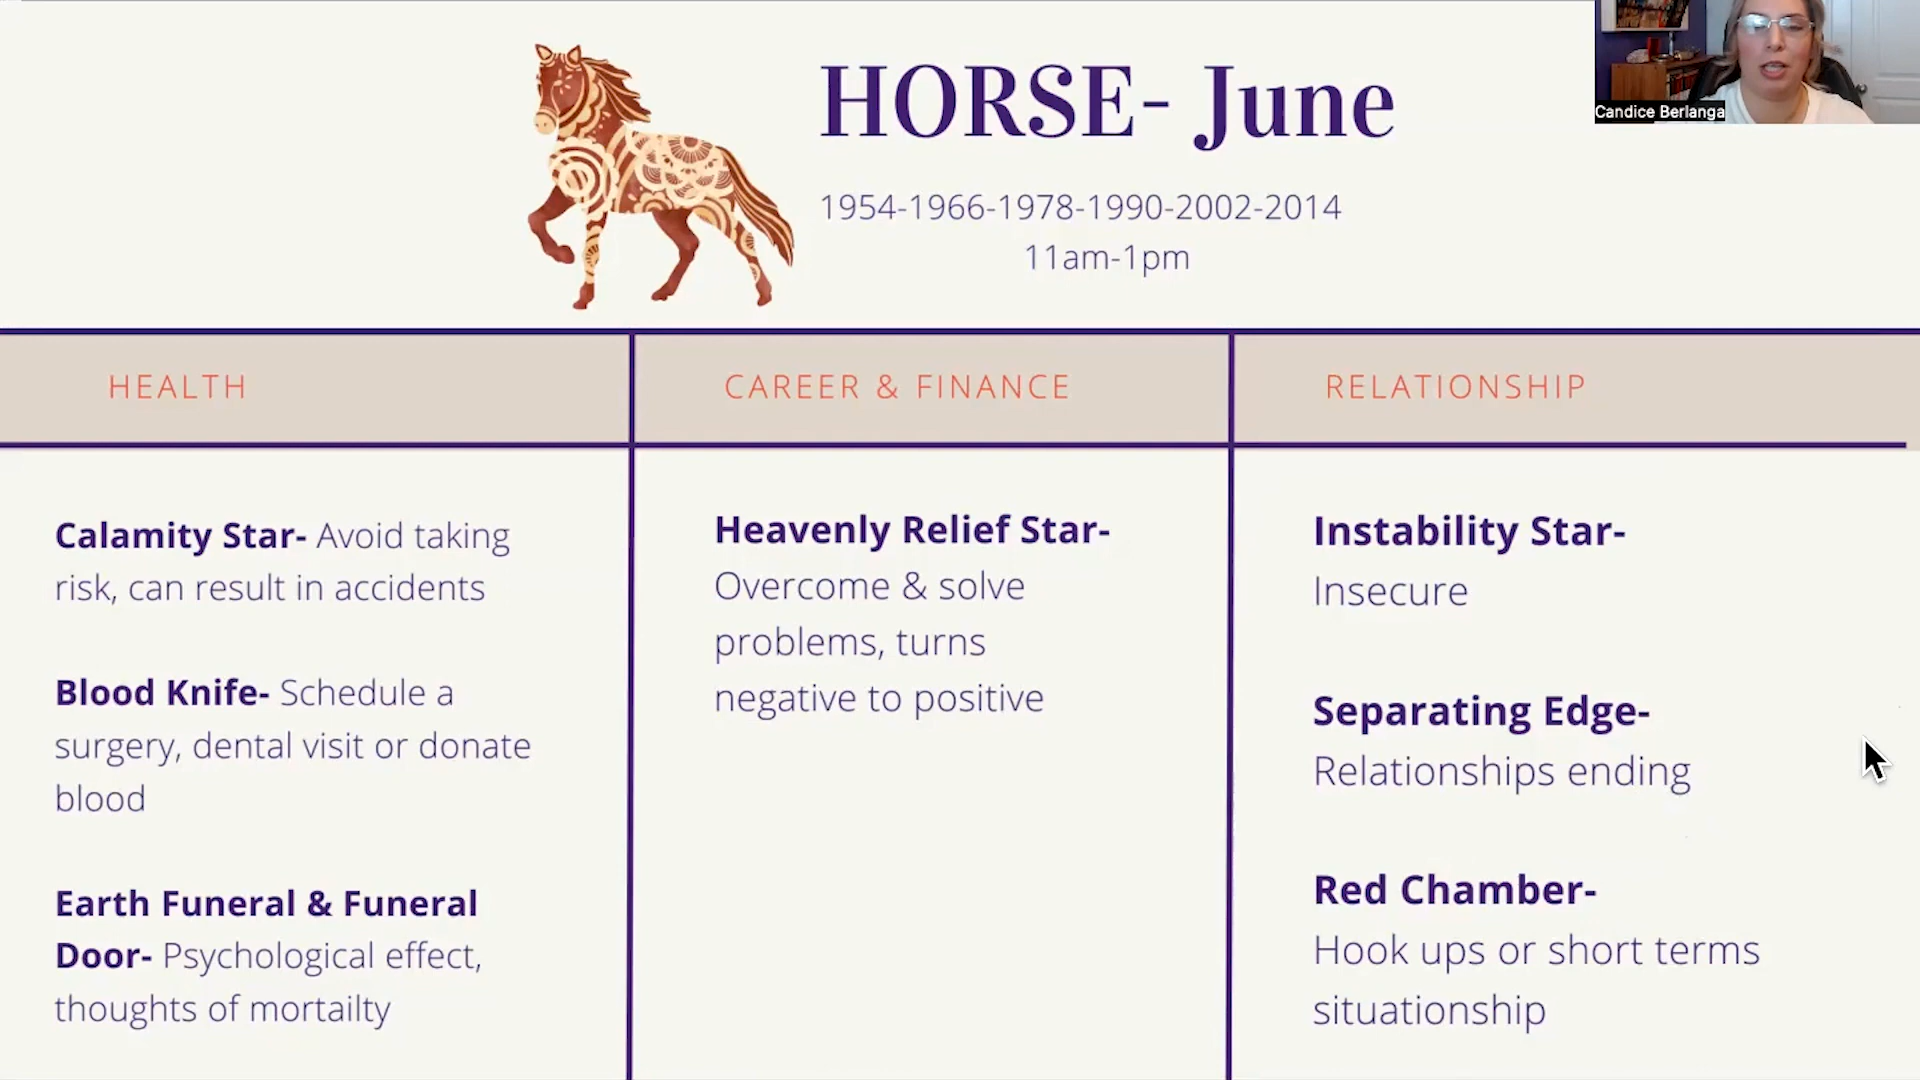 HORSE- June
Candice Berlanga
1954-1966-1978-1990-2002-2014
11am-1pm
HEALTH
CAREER & FINANCE
RELATIONSHIP
Calamity Star- Avoid taking
risk, can result in accidents
Blood Knife- Schedule a
surgery, dental visit or donate
blood
Earth Funeral & Funeral
Door- Psychological effect,
thoughts of mortailty
Heavenly Relief Star-
Overcome & solve
problems, turns
negative to positive
Instability Star-
Insecure
Separating Edge-
Relationships ending
Red Chamber-
Hook ups or short terms
situationship